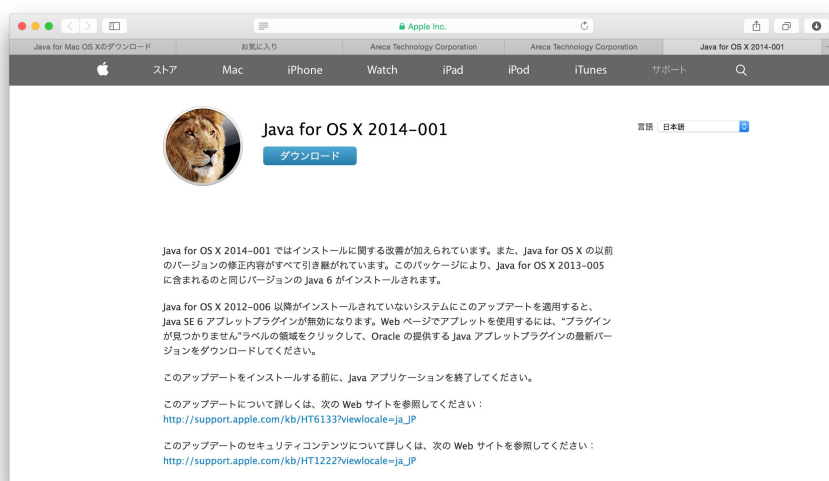 Apple Inc.
Java for Mac OS Xのダウンロード
お気に入り
Areca Technology Corporation
Areca Technology Corporation
Java for OS X 2014-001
ストア
Mac
iPhone
Watch
iPad
iPod
iTunes
サポート
Java for OS X 2014-001
言語
日本語
ダウンロード
Java for OS X 2014-001 ではインストールに関する改善が加えられています。また、Java for OS X の以前
のバージョンの修正内容がすべて引き継がれています。このパッケージにより、Java for OS X 2013-005
に含まれるのと同じバージョンの Java 6 がインストールされます。
Java for OS X 2012-006 以降がインストールされていないシステムにこのアップデートを適用すると、
Java SE 6 アプレットプラグインが無効になります。Web ページでアプレットを使用するには、“プラグイン
が見つかりません”ラベルの領域をクリックして、Oracle の提供する Java アプレットプラグインの最新バー
ジョンをダウンロードしてください。
このアップデートをインストールする前に、Java アプリケーションを終了してください。
このアップデートについて詳しくは、次の Web サイトを参照してください：
http://support.apple.com/kb/HT6133?viewlocale=ja_JP
このアップデートのセキュリティコンテンツについて詳しくは、次の Web サイトを参照してください：
http://support.apple.com/kb/HT1222?viewlocale=ja_JP